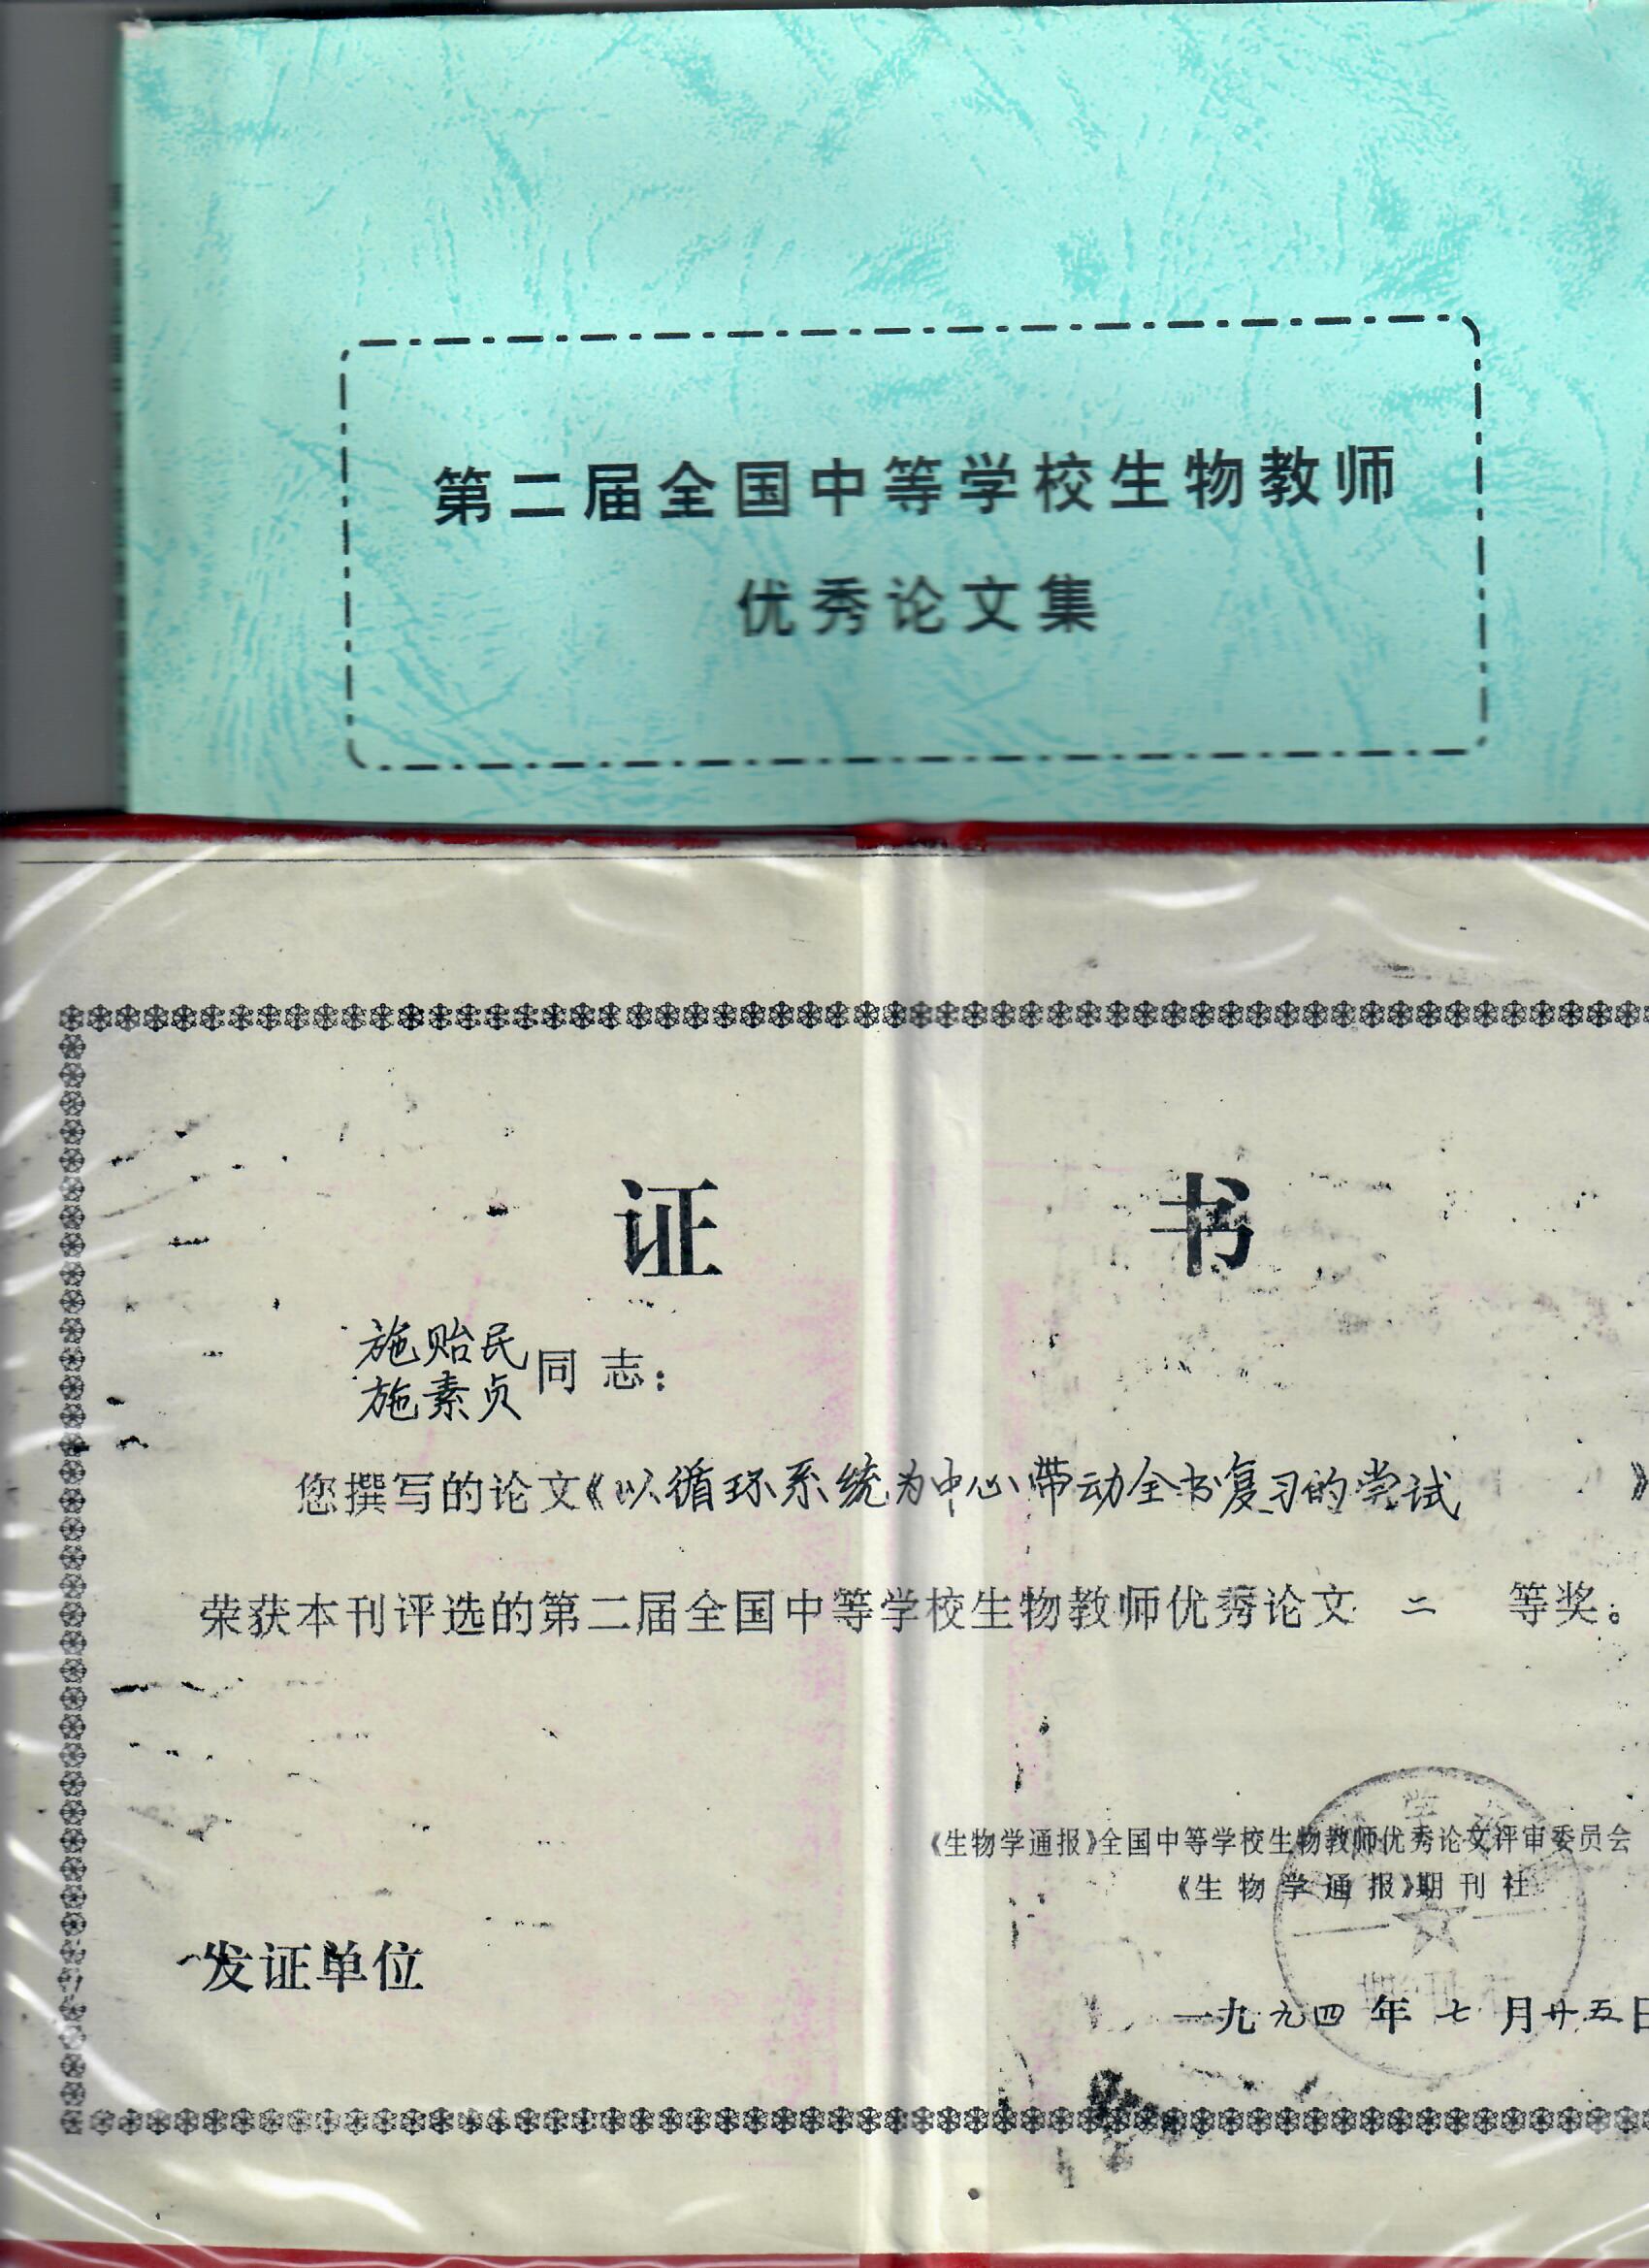 第二届全国中等学校生物教师
优秀论文集
证 书
施贻民
施素贞
同志：
您撰写的论文《以循环系统为中心带动全书复习的尝试》
荣获本刊评选的第二届全国中等学校生物教师优秀论文 二 等奖。
《生物学通报》全国中等学校生物教师优秀论文评审委员会
《生物学通报》期刊社
发证单位
一九九四年七月廿五日